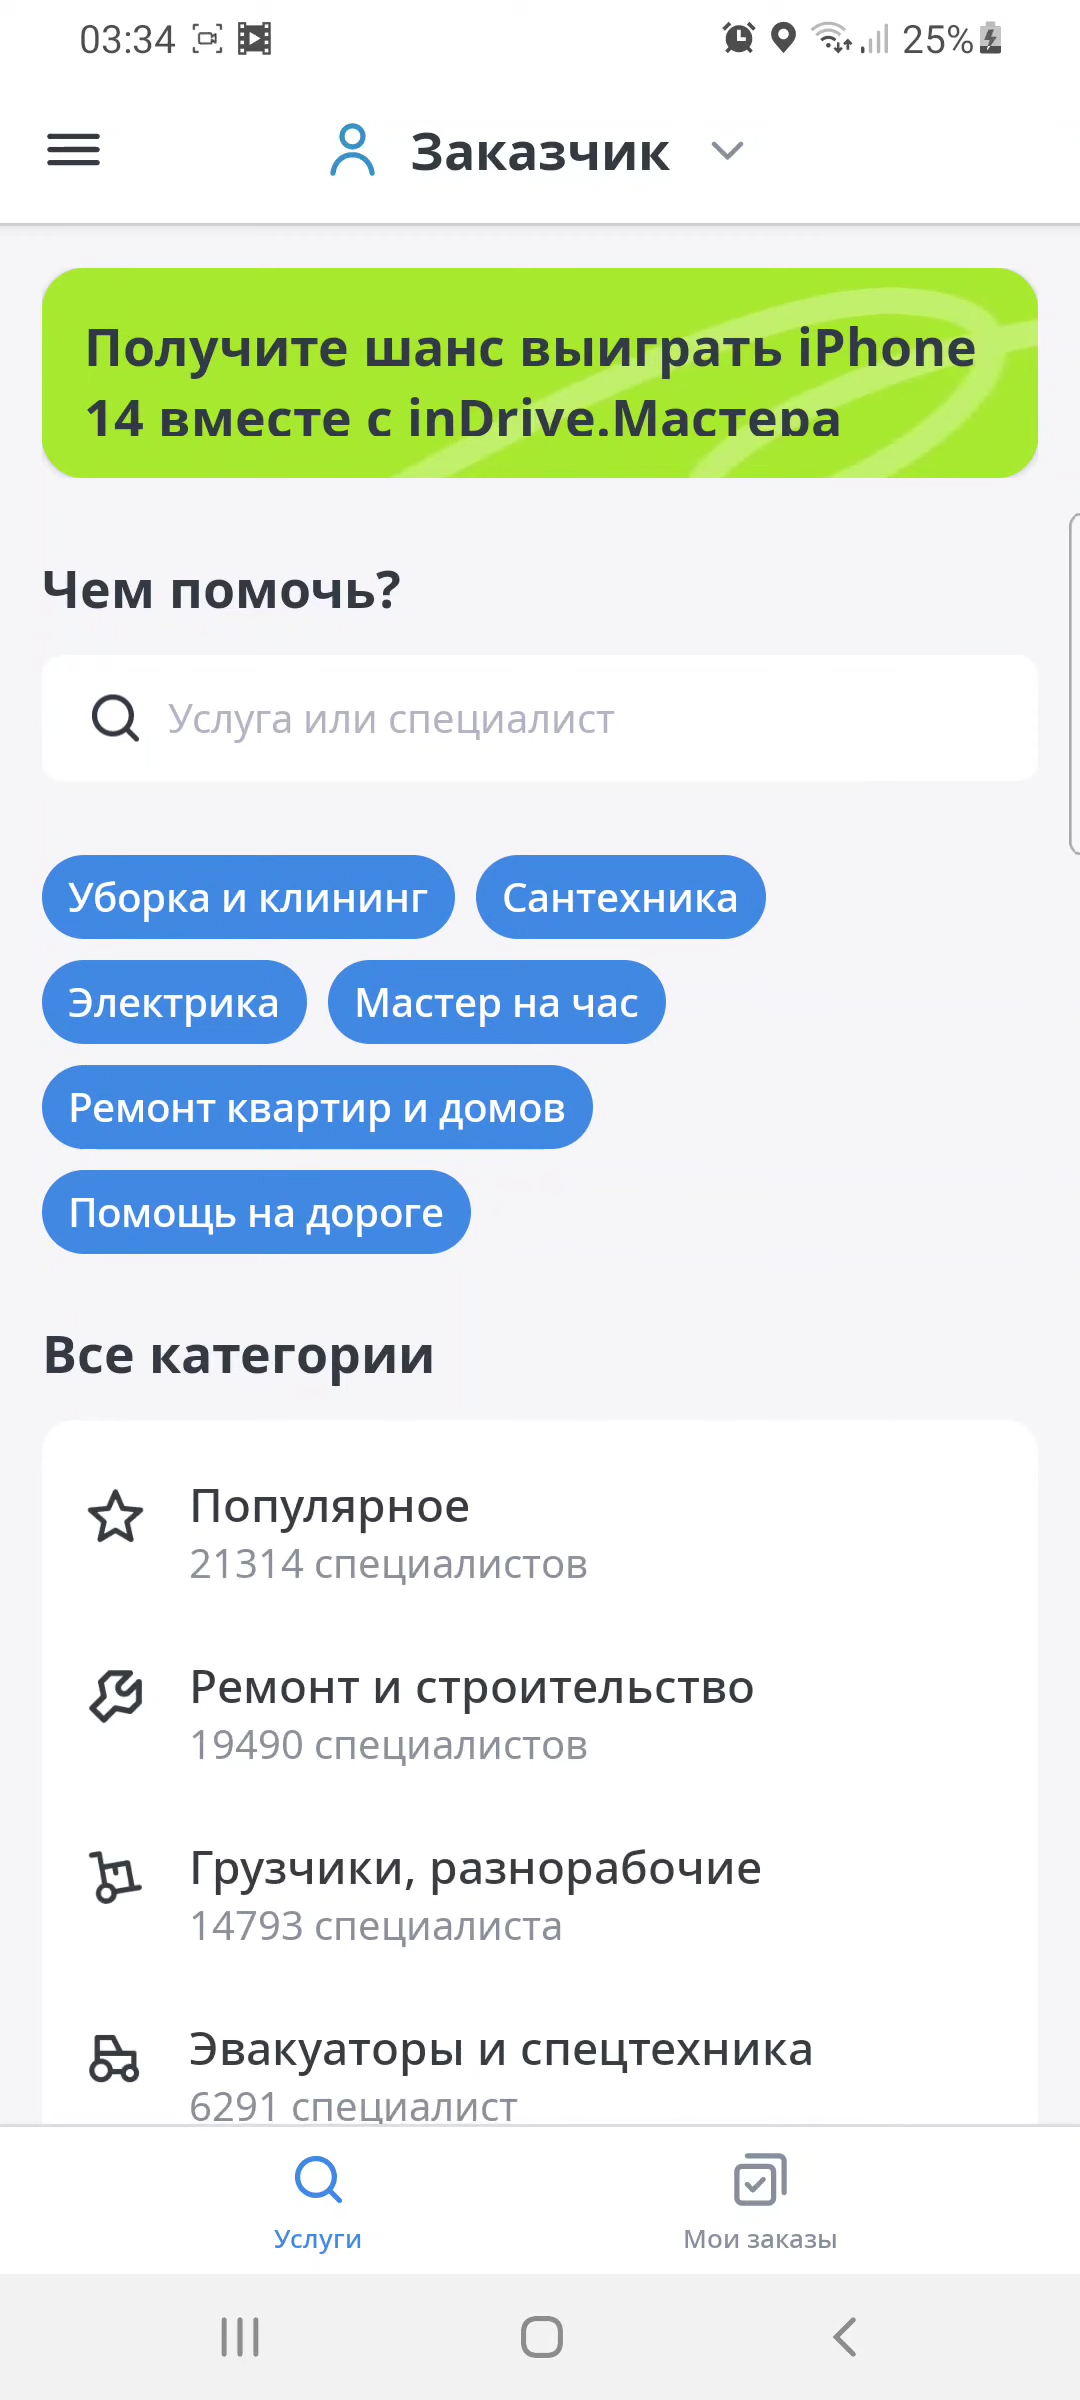 03:34
25%
Заказчик
Получите шанс выиграть iPhone
14 вместе с inDrive.Мастера
Чем помочь?
Услуга или специалист
Уборка и клининг
Сантехника
Электрика
Мастер на час
Ремонт квартир и домов
Помощь на дороге
Все категории
Популярное
21314 специалистов
Ремонт и строительство
19490 специалистов
Грузчики, разнорабочие
14793 специалиста
Эвакуаторы и спецтехника
6291 специалист
Услуги
Мои заказы